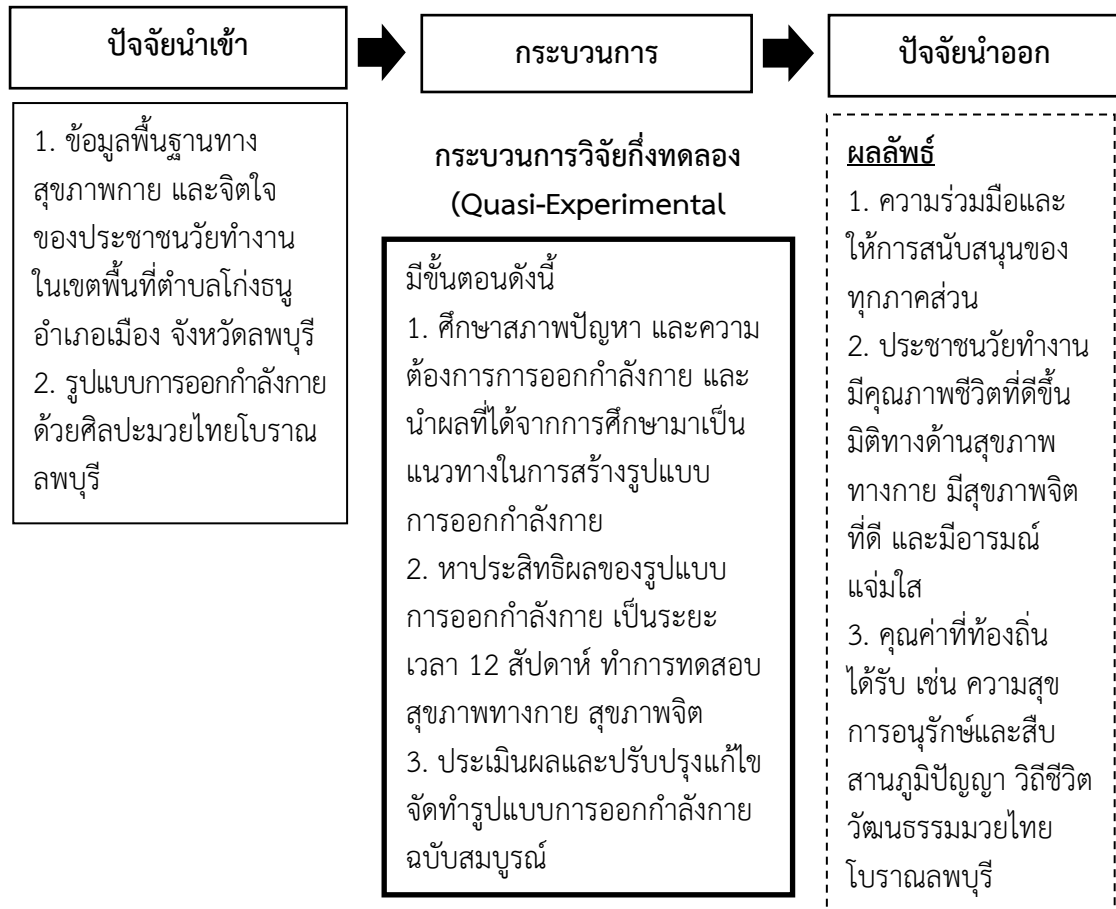 ปัจจัยนำเข้า
กระบวนการ
ปัจจัยนำออก
1. ข้อมูลพื้นฐานทาง
สุขภาพกาย และจิตใจ
ของประชาชนวัยทำงาน
ในเขตพื้นที่ตำบลโก่งธนู
อำเภอเมือง จังหวัดลพบุรี
2. รูปแบบการออกกำลังกาย
ด้วยศิลปะมวยไทยโบราณ
ลพบุรี
กระบวนการวิจัยกึ่งทดลอง
(Quasi-Experimental
มีขั้นตอนดังนี้
1. ศึกษาสภาพปัญหา และความ
ต้องการการออกกำลังกาย และ
นำผลที่ได้จากการศึกษามาเป็น
แนวทางในการสร้างรูปแบบ
การออกกำลังกาย
2. หาประสิทธิผลของรูปแบบ
การออกกำลังกาย เป็นระยะ
เวลา 12 สัปดาห์ ทำการทดสอบ
สุขภาพทางกาย สุขภาพจิต
3. ประเมินผลและปรับปรุงแก้ไข
จัดทำรูปแบบการออกกำลังกาย
ฉบับสมบูรณ์
ผลลัพธ์
1. ความร่วมมือและ
ให้การสนับสนุนของ
ทุกภาคส่วน
2. ประชาชนวัยทำงาน
มีคุณภาพชีวิตที่ดีขึ้น
มิติทางด้านสุขภาพ
ทางกาย มีสุขภาพจิต
ที่ดี และมีอารมณ์
แจ่มใส
3. คุณค่าที่ท้องถิ่น
ได้รับ เช่น ความสุข
การอนุรักษ์และสืบ
สานภูมิปัญญา วิถีชีวิต
วัฒนธรรมมวยไทย
โบราณลพบุรี